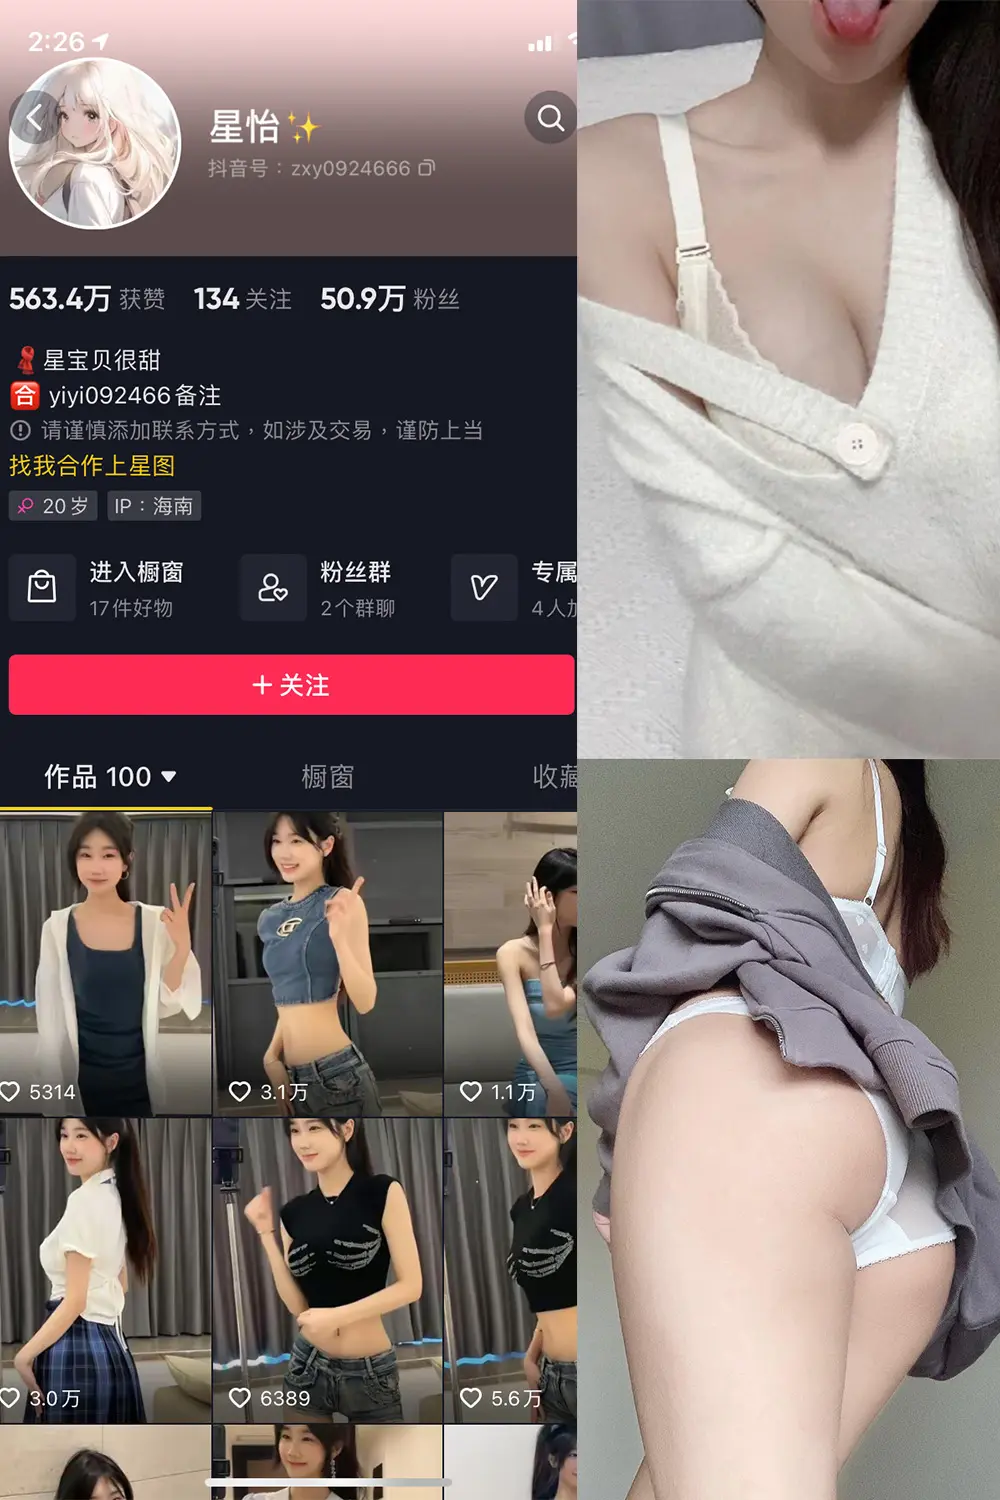 2:26
星怡✨
抖音号：zxy0924666
563.4万 获赞 134 关注 50.9万 粉丝
星宝贝很甜
合 yiyi092466备注
请谨慎添加联系方式，如涉及交易，谨防上当
找我合作上星图
20岁 IP：海南
进入橱窗 粉丝群 专属
17件好物 2个群聊 4人加
+ 关注
作品 100 橱窗 收藏
5314 3.1万 1.1万
3.0万 6389 5.6万